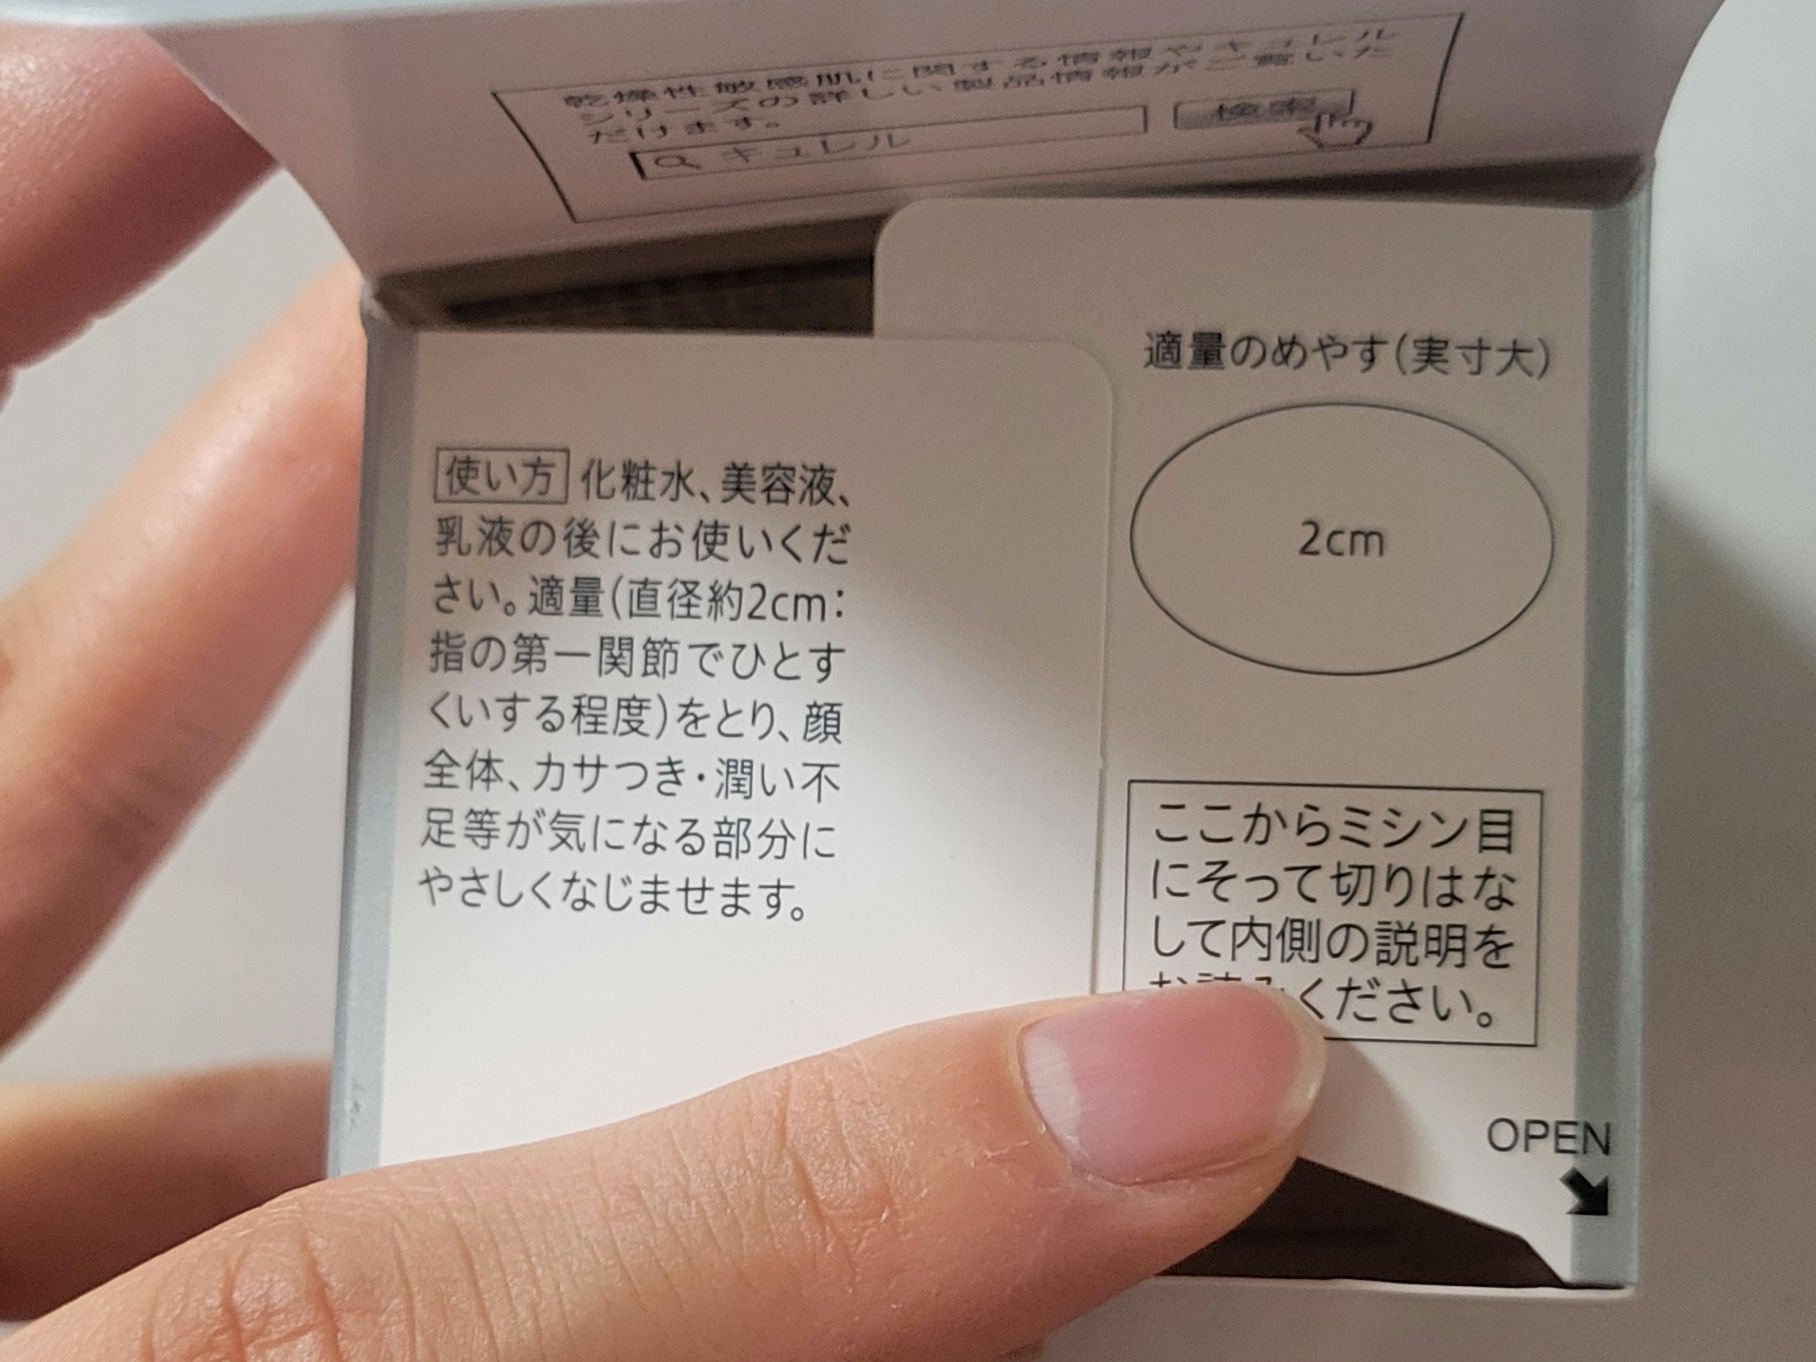 乾燥性敏感肌に関する情報やキュレル
シリーズの詳しい製品情報がご覧いた
だけます。
キュレル
検索
使い方 化粧水、美容液、
乳液の後にお使いくだ
さい。適量(直径約2cm:
指の第一関節でひとす
くいする程度)をとり、顔
全体、カサつき・潤い不
足等が気になる部分に
やさしくなじませます。
適量のめやす(実寸大)
2cm
ここからミシン目
にそって切りはな
して内側の説明を
お読みください。
OPEN